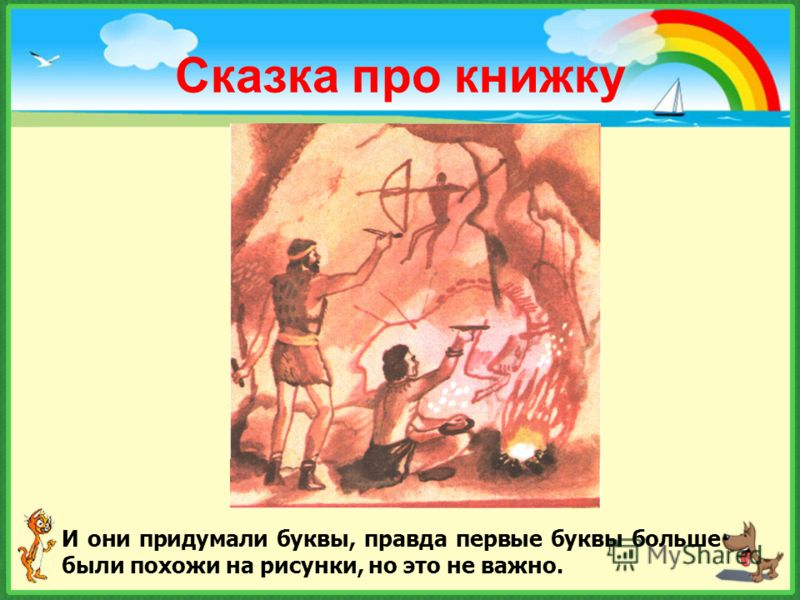 Сказка про книжку
И они придумали буквы, правда первые буквы больше
были похожи на рисунки, но это не важно.
MyShared